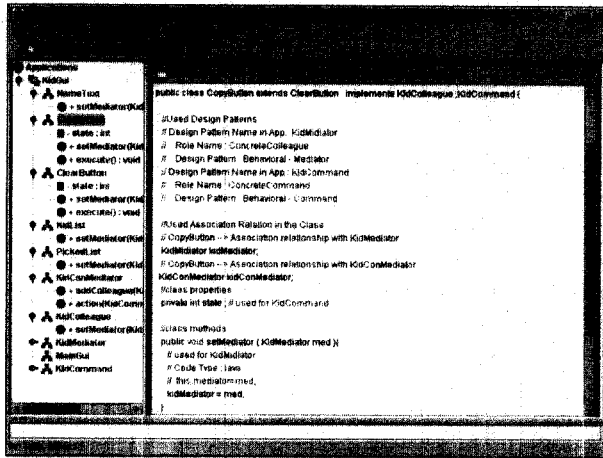 Applications
KidGui
NameText
+ setMediator(Kid
- state : int
+ setMediator(Kid
+ execute() : void
ClearButton
- state : int
+ setMediator(Kid
+ execute() : void
KidList
+ setMediator(Kid
PickedList
+ setMediator(Kid
KidConMediator
+ addColleague(K
+ action(KidComm
KidColleague
+ setMediator(Kid
KidMediator
MainGui
KidCommand
public class CopyButton extends ClearButton implements KidColleague ,KidCommand {
//Used Design Patterns
// Design Pattern Name in App. : KidMidiator
// Role Name : ConcreteColleague
// Design Pattern : Behavioral - Mediator
// Design Pattern Name in App : KidCommand
// Role Name : ConcreteCommand
// Design Pattern : Behavioral - Command
//Used Association Relation in the Class
// CopyButton --> Association relationship with KidMediator
KidMidiator kidMediator;
// CopyButton --> Association relationship with KidConMediator
KidConMediator kidConMediator;
//class properties
private int state ; // used for KidCommand
//class methods
public void setMediator ( KidMediator med ){
// used for KidMidiator
// Code Type : Java
// this.mediator=med;
kidMediator = med;
}